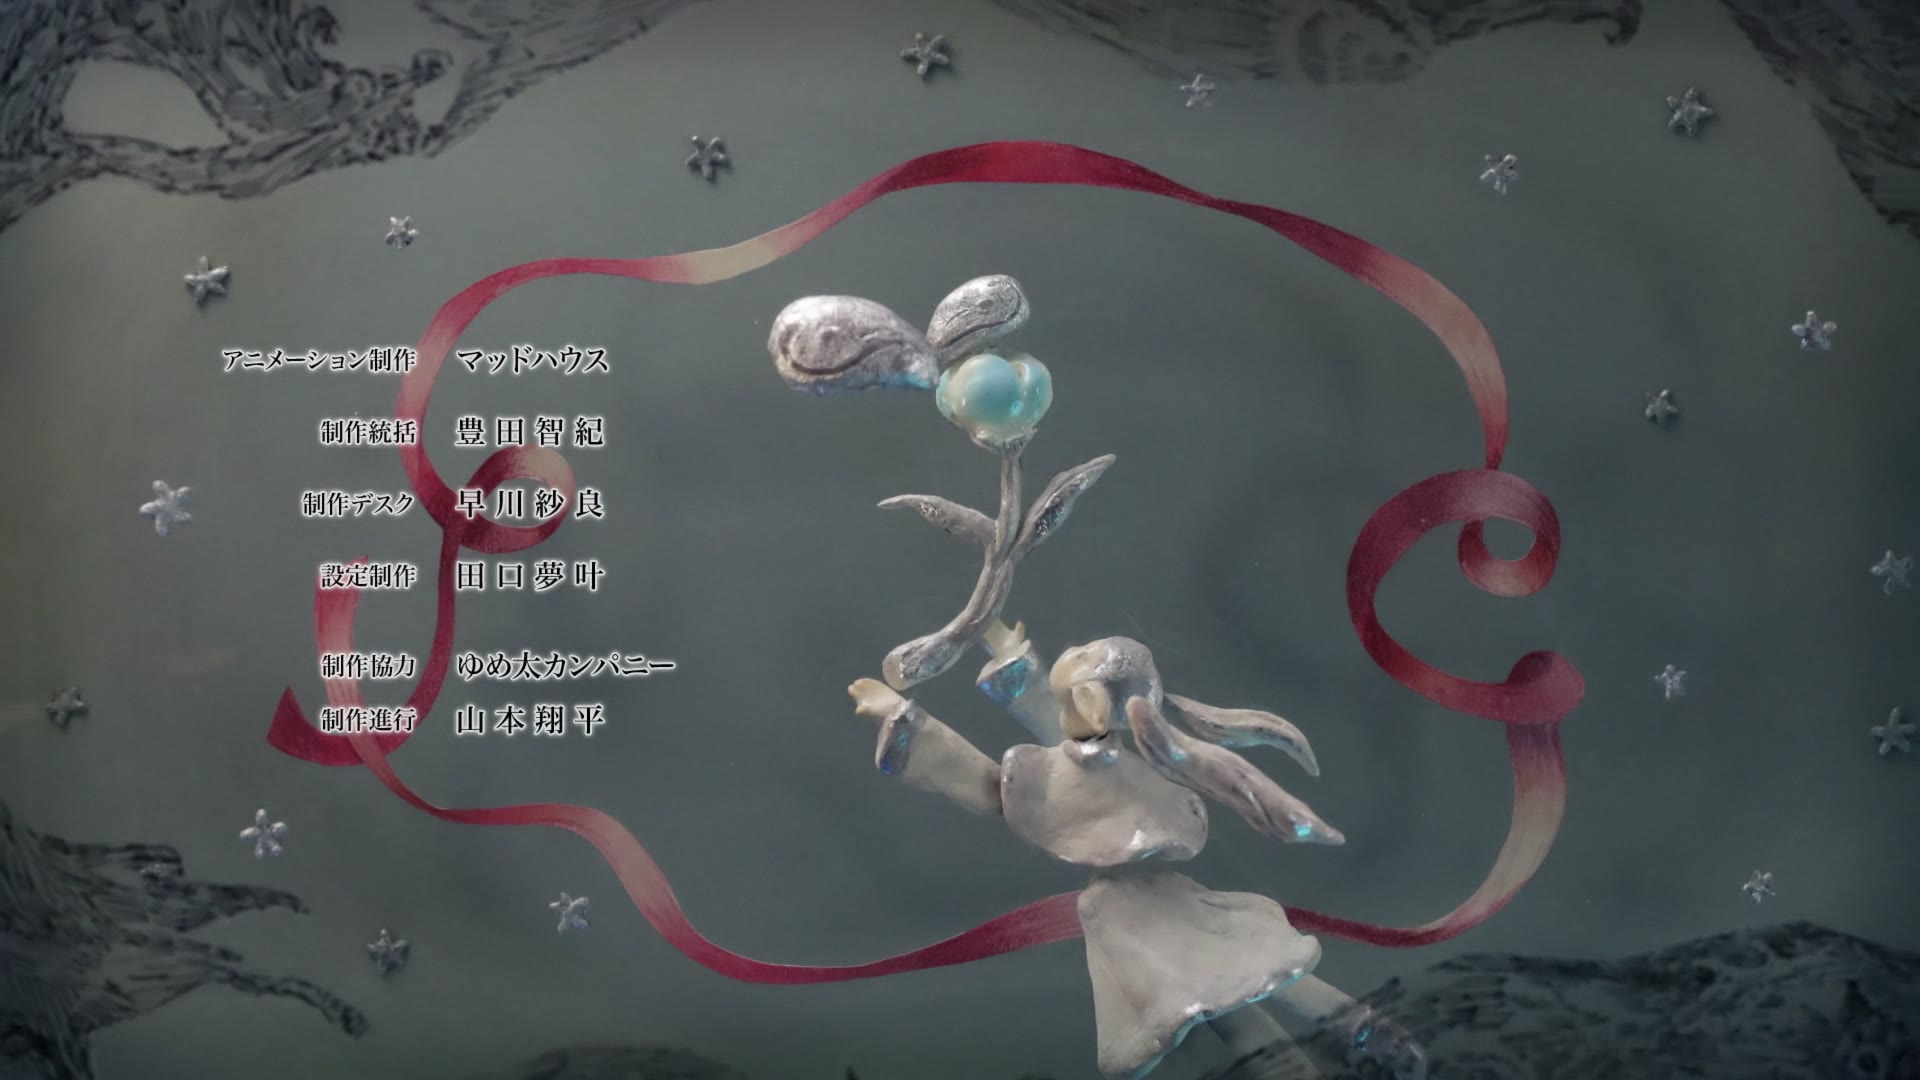 アニメーション制作 マッドハウス
制作統括 豊田智紀
制作デスク 早川紗良
設定制作 田口夢叶
制作協力 ゆめ太カンパニー
制作進行 山本翔平